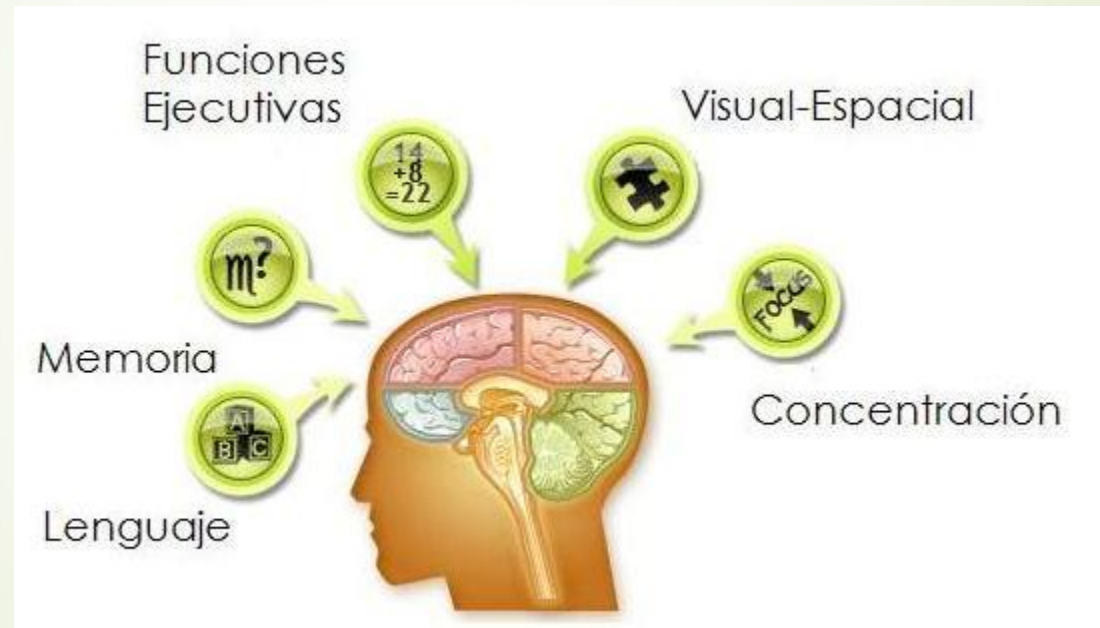 Funciones
Ejecutivas
14
+8
=22
Visual-Espacial
m?
Memoria
FOCUS
Concentración
A
B C
Lenguaje